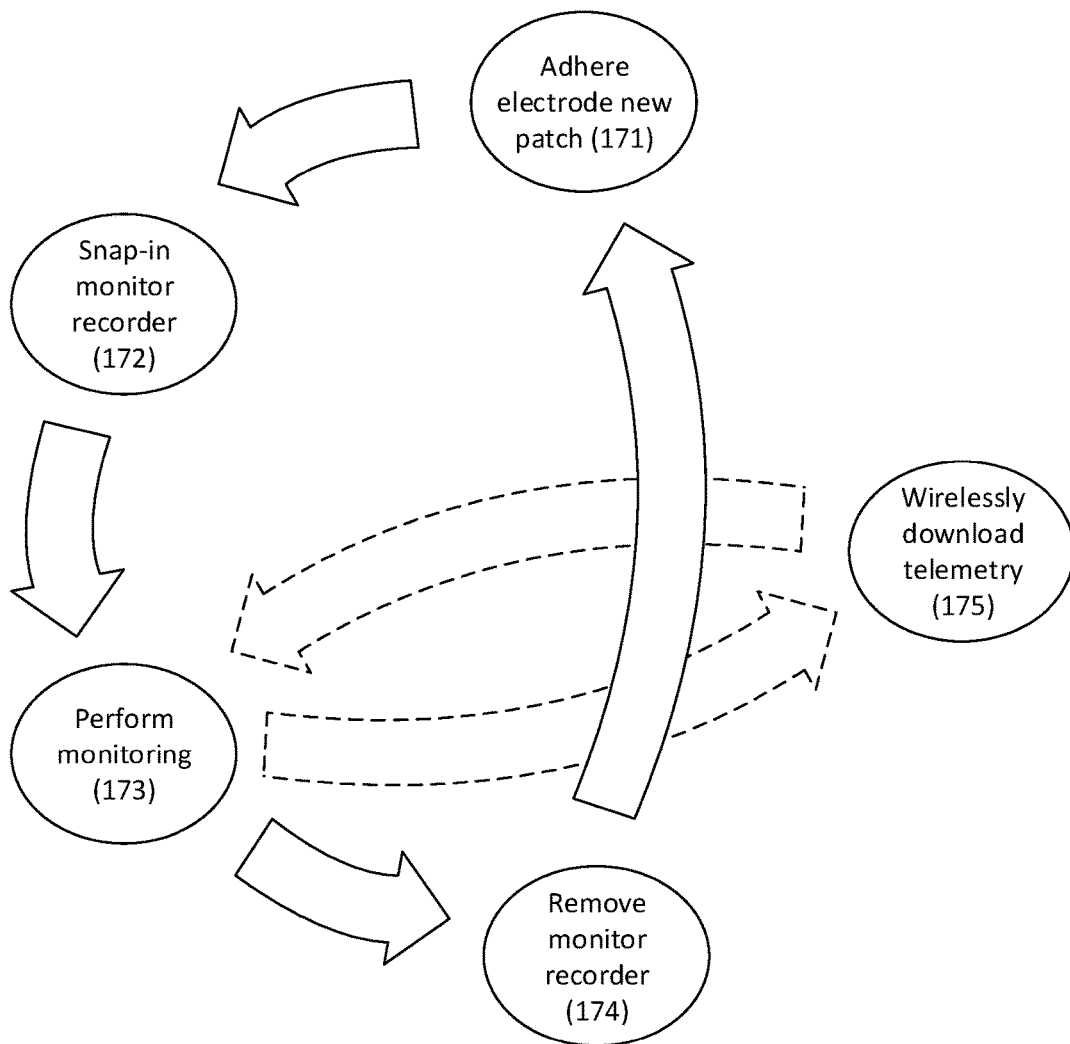 Adhere
electrode new
patch (171)
Snap-in
monitor
recorder
(172)
Wirelessly
download
telemetry
(175)
Perform
monitoring
(173)
Remove
monitor
recorder
(174)